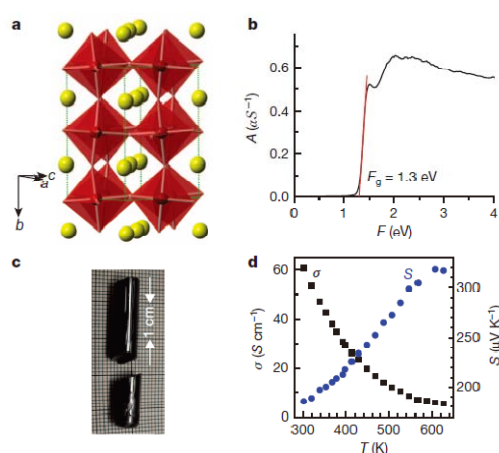 a
c
a
b
b
A (αS⁻¹)
0.6
0.4
0.2
0.0
F_g = 1.3 eV
0 1 2 3 4
F (eV)
c
1 cm
d
σ (S cm⁻¹)
60
40
20
0
σ
S
300
250
200
S (μV K⁻¹)
300 400 500 600 700
T (K)